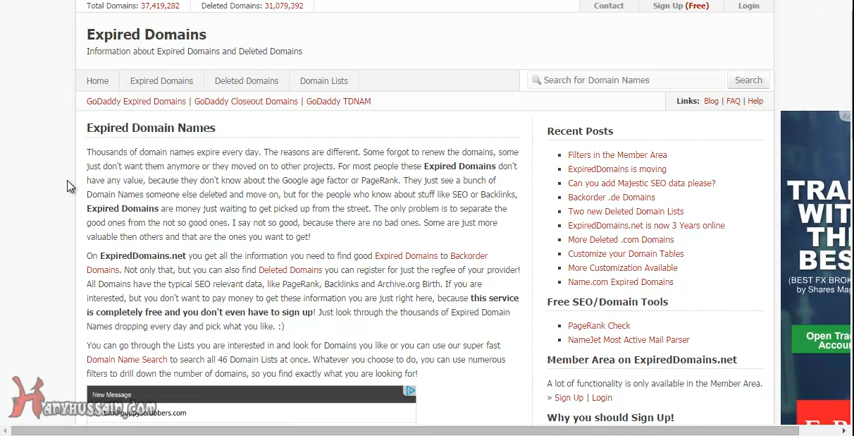 Total Domains: 37,419,282 Deleted Domains: 31,079,392 Contact Sign Up (Free) Login
Expired Domains
Information about Expired Domains and Deleted Domains
Home Expired Domains Deleted Domains Domain Lists Search for Domain Names Search
GoDaddy Expired Domains | GoDaddy Closeout Domains | GoDaddy TDNAM Links: Blog | FAQ | Help
Expired Domain Names
Thousands of domain names expire every day. The reasons are different. Some forgot to renew the domains, some
just don't want them anymore or they moved on to other projects. For most people these Expired Domains don't
have any value, because they don't know about the Google age factor or PageRank. They just see a bunch of
Domain Names someone else deleted and move on, but for the people who know about stuff like SEO or Backlinks,
Expired Domains are money just waiting to get picked up from the street. The only problem is to separate the
good ones from the not so good ones. I say not so good, because there are no bad ones. Some are just more
valuable then others and that are the ones you want to get!
On ExpiredDomains.net you get all the information you need to find good Expired Domains to Backorder
Domains. Not only that, but you can also find Deleted Domains you can register for just the regfee of your provider!
All Domains have the typical SEO relevant data, like PageRank, Backlinks and Archive.org Birth. If you are
interested, but you don't want to pay money to get these information you are just right here, because this service
is completely free and you don't even have to sign up! Just look through the thousands of Expired Domain
Names dropping every day and pick what you like. :)
You can go through the Lists you are interested in and look for Domains you like or you can use our super fast
Domain Name Search to search all 46 Domain Lists at once. Whatever you choose to do, you can use numerous
filters to drill down the number of domains, so you find exactly what you are looking for!
New Message
Hanyhussain.com
Recent Posts
Filters in the Member Area
ExpiredDomains is moving
Can you add Majestic SEO data please?
Backorder .de Domains
Two new Deleted Domain Lists
ExpiredDomains.net is now 3 Years online
More Deleted .com Domains
Customize your Domain Tables
More Customization Available
Name.com Expired Domains
Free SEO/Domain Tools
PageRank Check
NameJet Most Active Mail Parser
Member Area on ExpiredDomains.net
A lot of functionality is only available in the Member Area.
» Sign Up | Login
Why you should Sign Up!
TRA
WIT
TH
BES
(BEST FX BROK
by Shares Ma
Open Tra
Accou